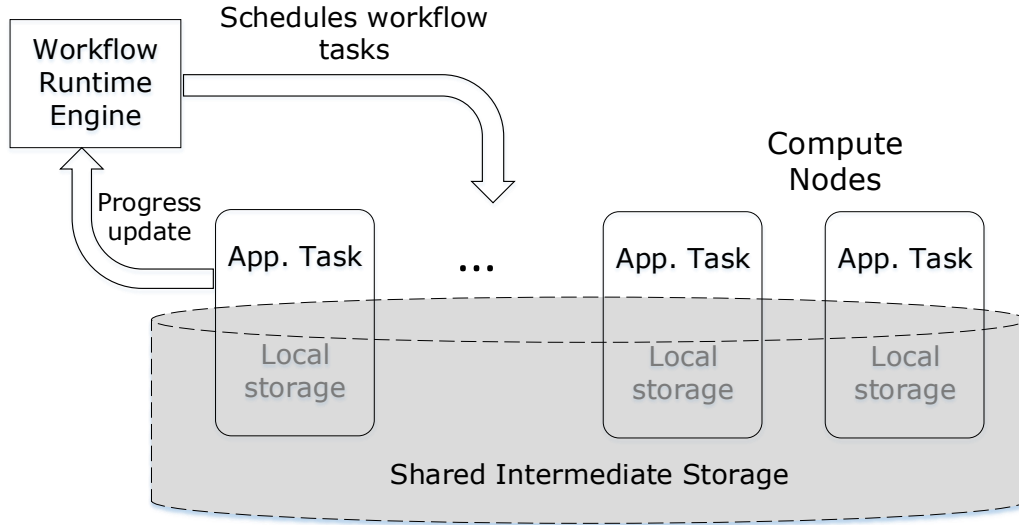 Schedules workflow
tasks
Workflow
Runtime
Engine
Compute
Nodes
Progress
update
App. Task
...
App. Task
App. Task
Local
storage
Local
storage
Local
storage
Shared Intermediate Storage